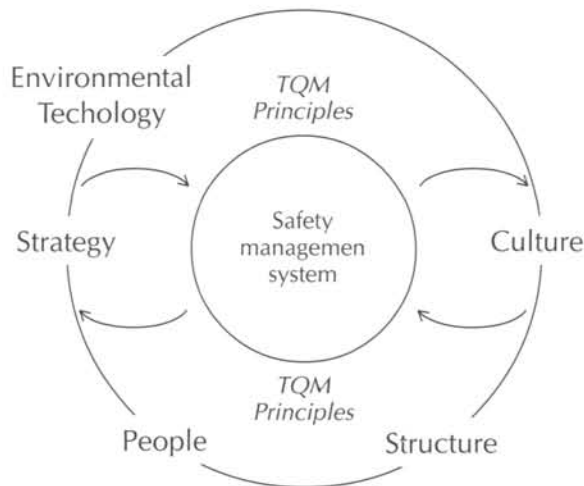 Environmental
Techology
TQM
Principles
Safety
managemen
system
Strategy
Culture
TQM
Principles
People
Structure